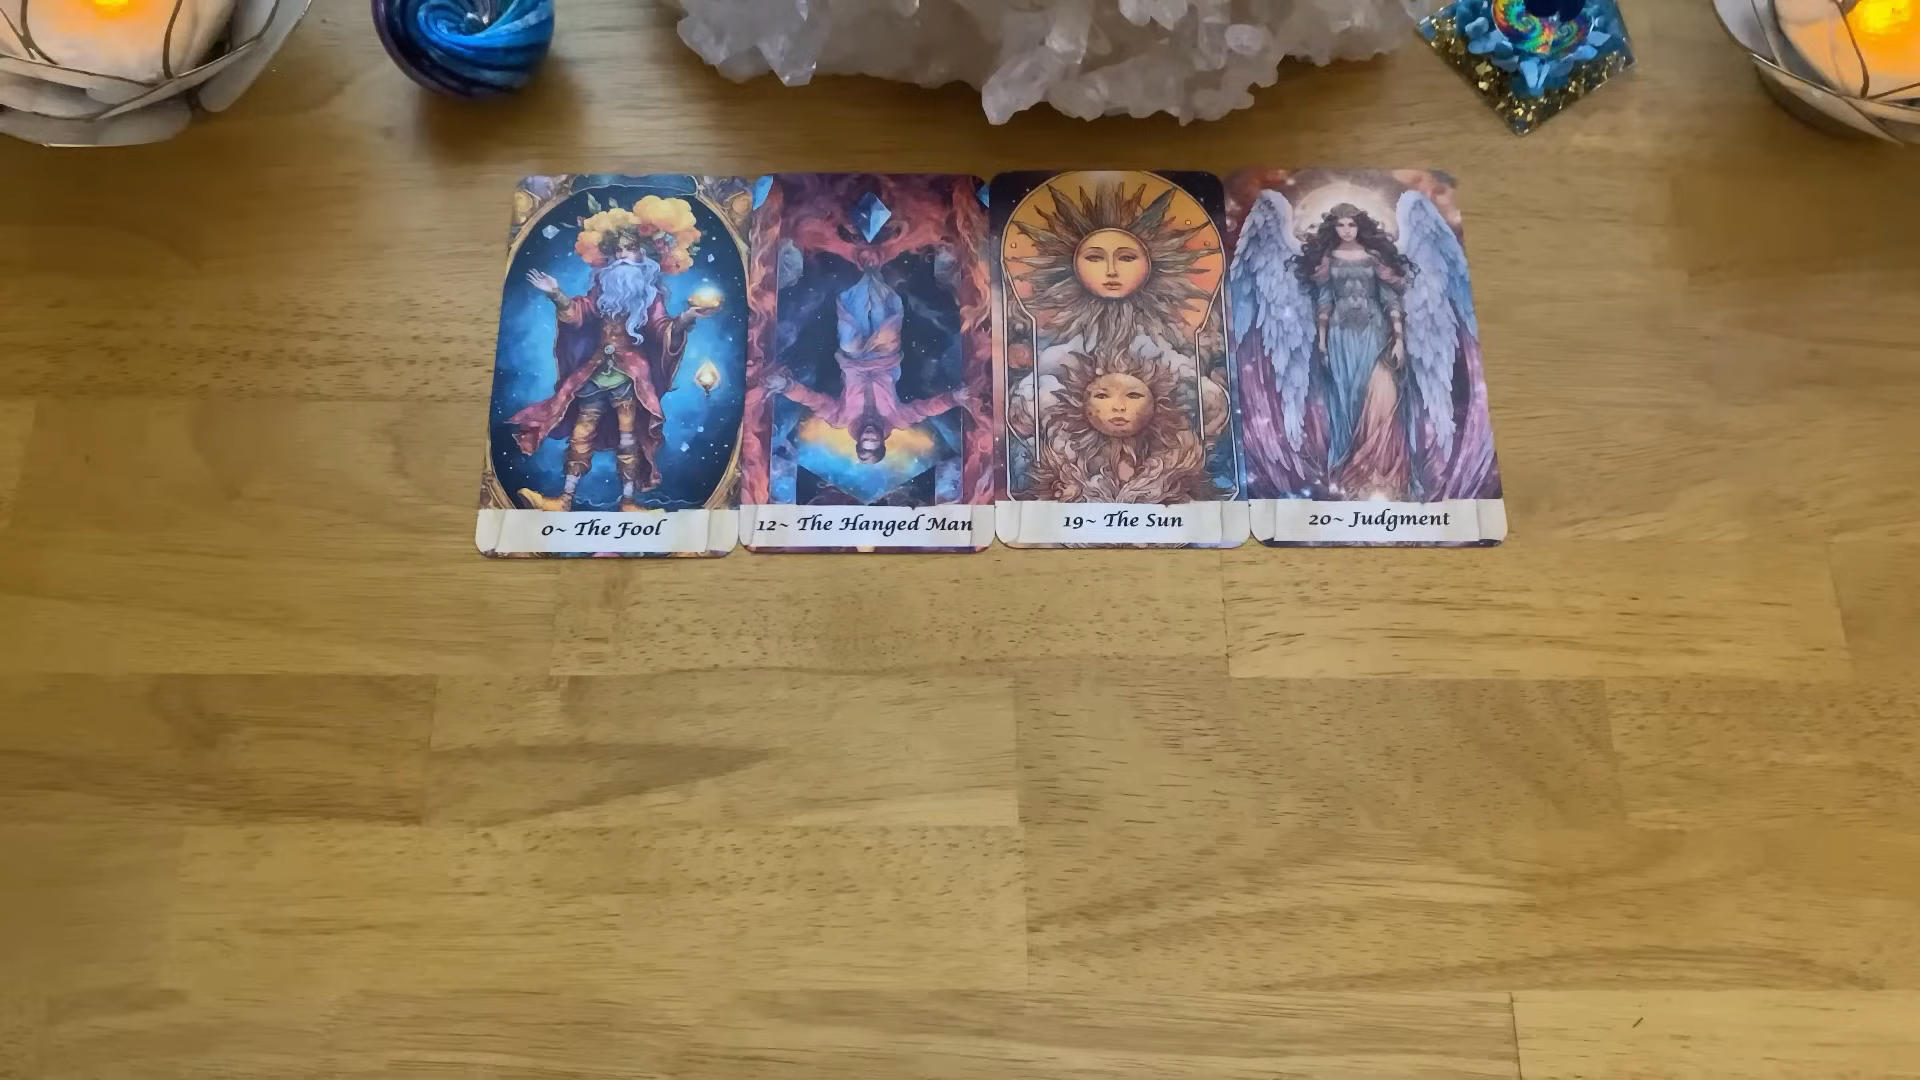 0~ The Fool
12~ The Hanged Man
19~ The Sun
20~ Judgment